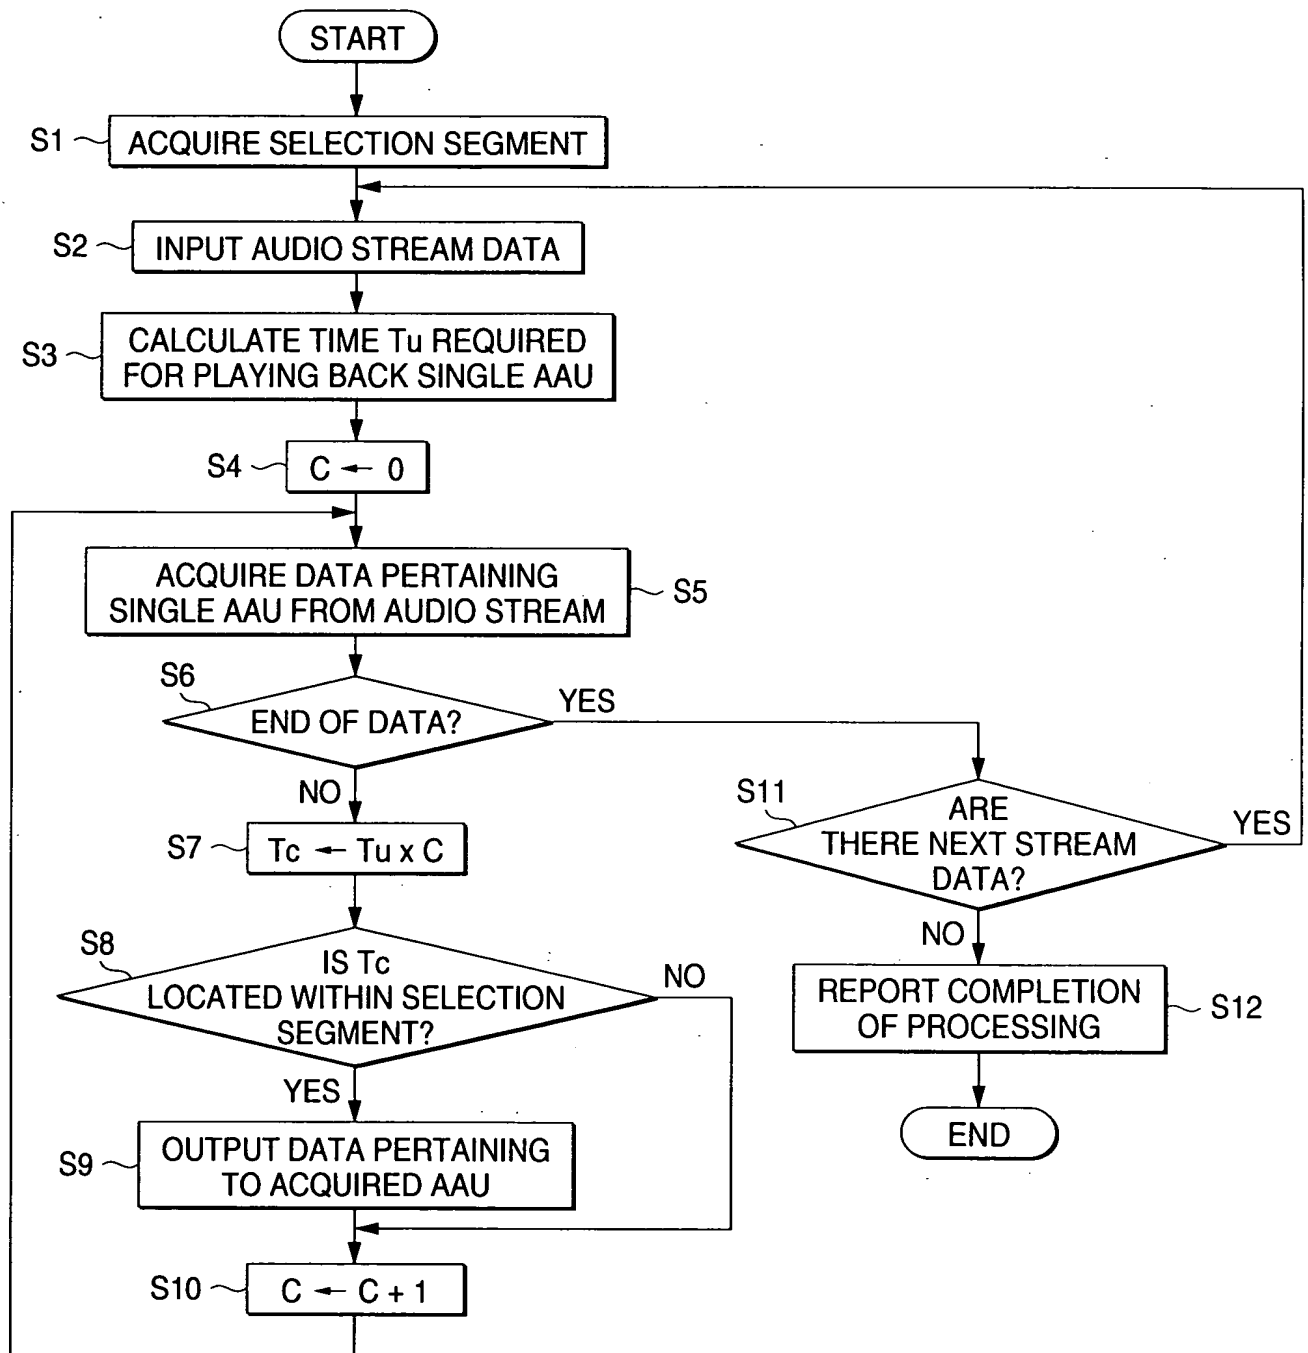 START
S1
ACQUIRE SELECTION SEGMENT
S2
INPUT AUDIO STREAM DATA
S3
CALCULATE TIME Tu REQUIRED
FOR PLAYING BACK SINGLE AAU
S4
C ← 0
ACQUIRE DATA PERTAINING
SINGLE AAU FROM AUDIO STREAM
S5
S6
END OF DATA?
YES
NO
S7
Tc ← Tu x C
S8
IS Tc
LOCATED WITHIN SELECTION
SEGMENT?
NO
YES
S9
OUTPUT DATA PERTAINING
TO ACQUIRED AAU
S10
C ← C + 1
S11
ARE
THERE NEXT STREAM
DATA?
YES
NO
REPORT COMPLETION
OF PROCESSING
S12
END